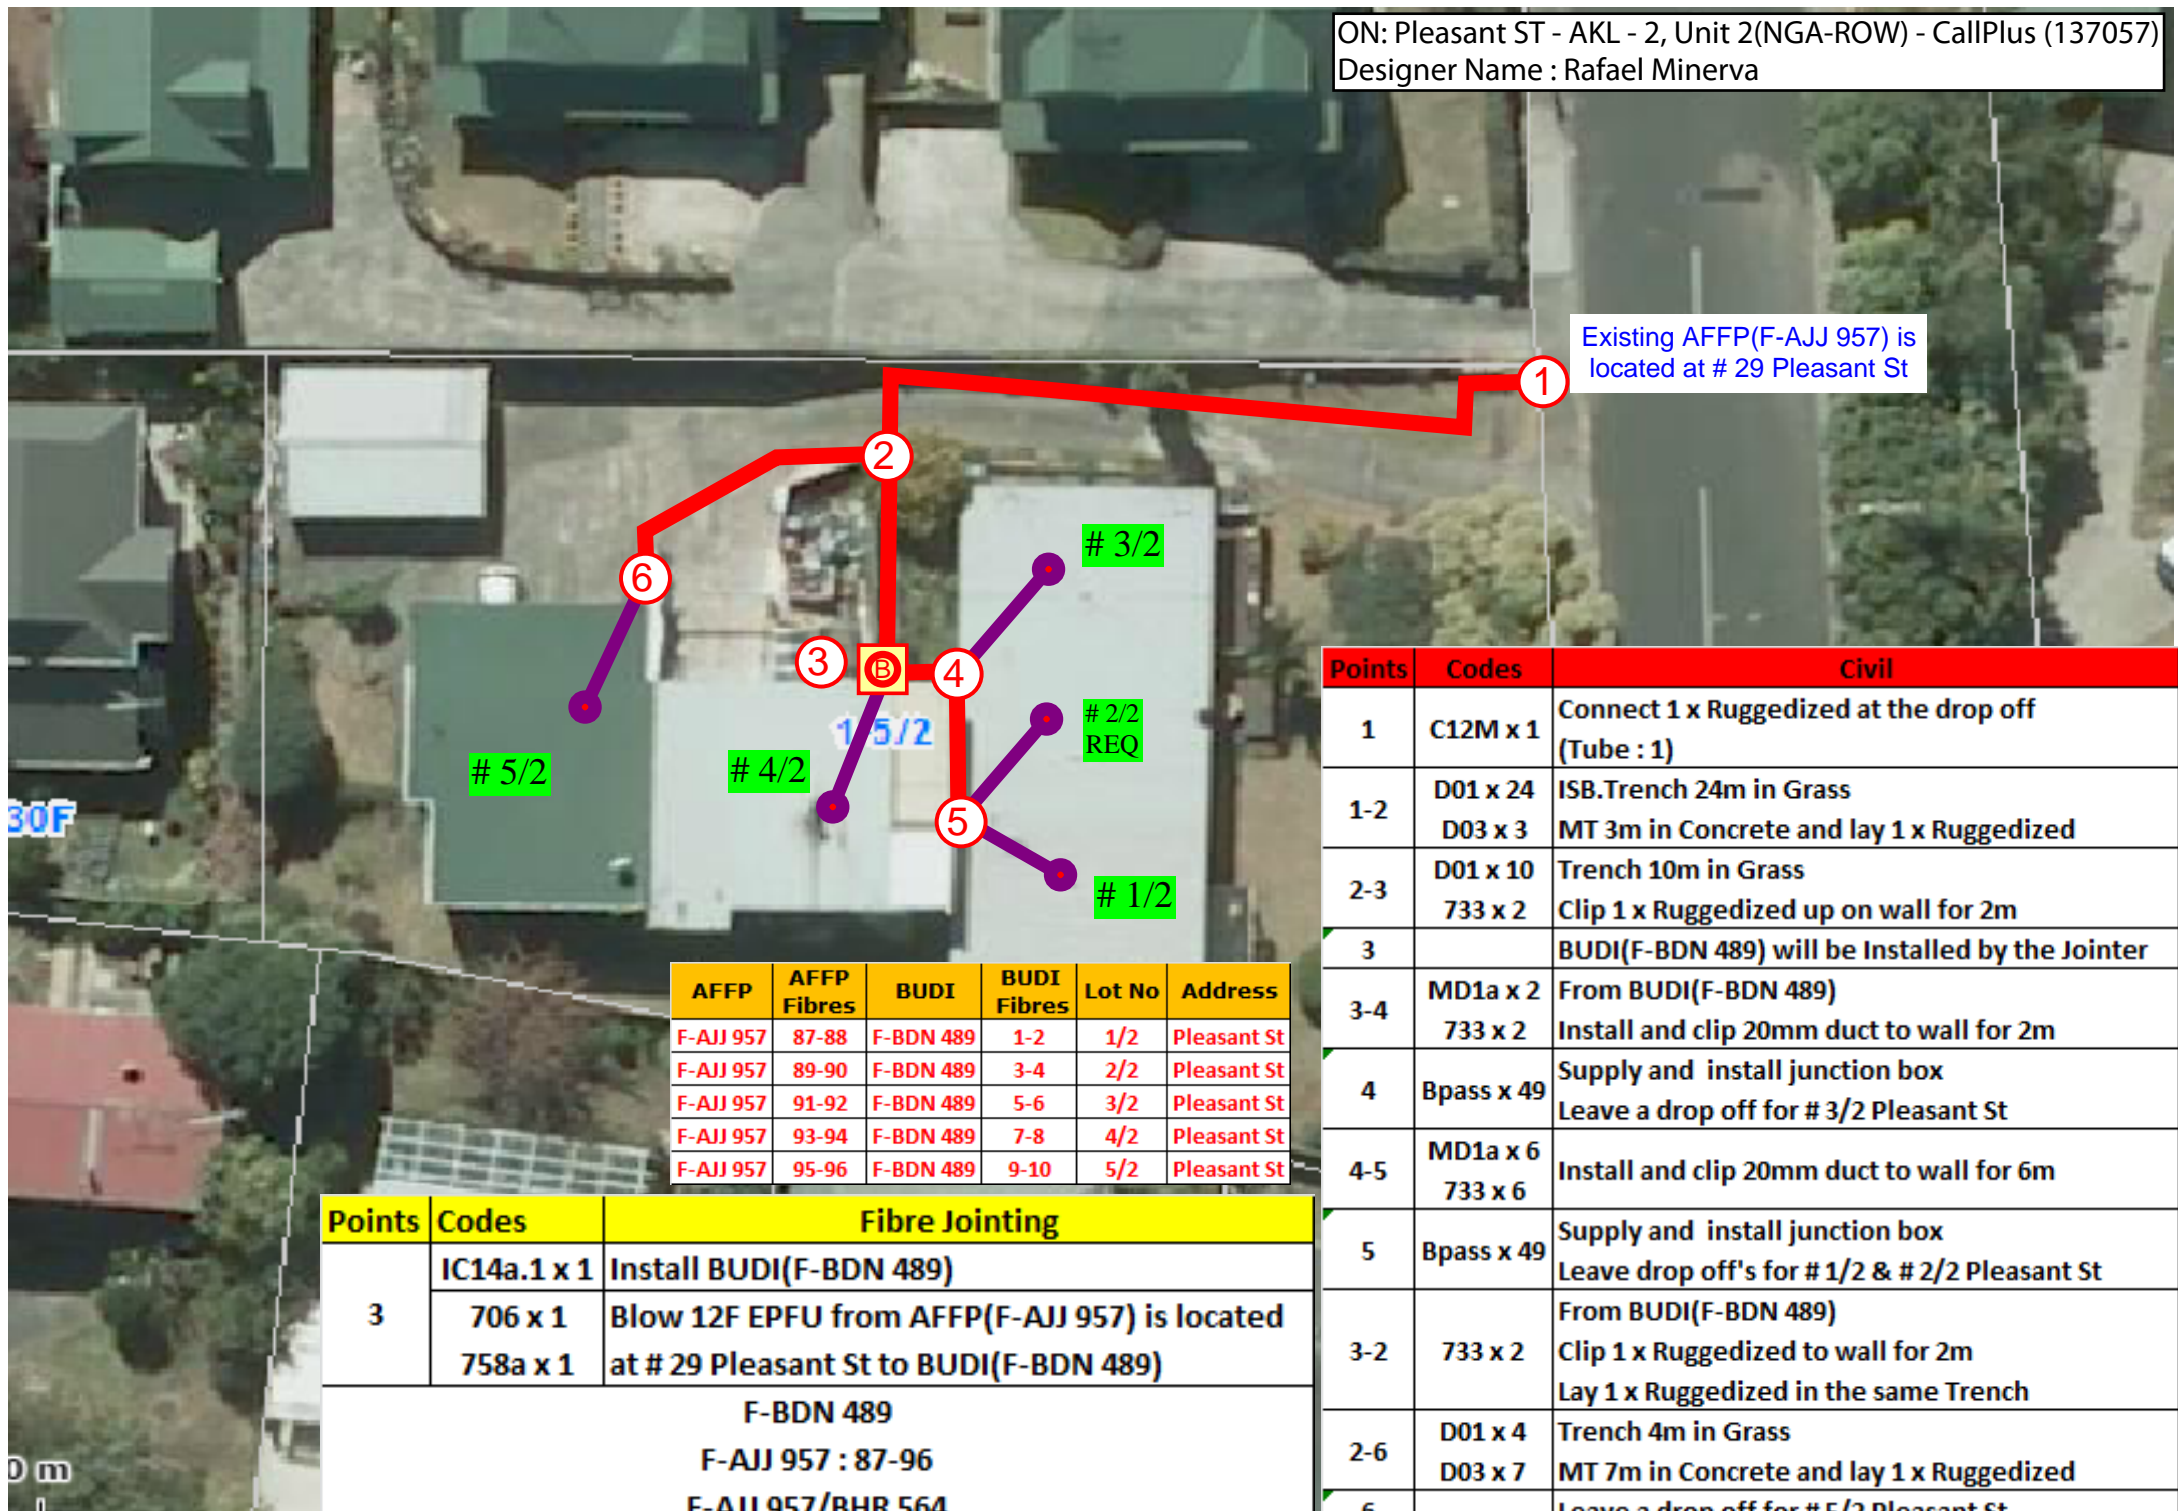 ON: Pleasant ST - AKL - 2, Unit 2(NGA-ROW) - CallPlus (137057)
Designer Name : Rafael Minerva
Existing AFFP(F-AJJ 957) is
located at # 29 Pleasant St
1
2
# 3/2
6
3
B
4
1-5/2
# 2/2
REQ
# 5/2
# 4/2
5
# 1/2
30F
Points Codes Civil
1 C12M x 1 Connect 1 x Ruggedized at the drop off
(Tube : 1)
1-2 D01 x 24 ISB.Trench 24m in Grass
D03 x 3 MT 3m in Concrete and lay 1 x Ruggedized
2-3 D01 x 10 Trench 10m in Grass
733 x 2 Clip 1 x Ruggedized up on wall for 2m
3 BUDI(F-BDN 489) will be Installed by the Jointer
3-4 MD1a x 2 From BUDI(F-BDN 489)
733 x 2 Install and clip 20mm duct to wall for 2m
4 Bpass x 49 Supply and install junction box
Leave a drop off for # 3/2 Pleasant St
4-5 MD1a x 6 Install and clip 20mm duct to wall for 6m
733 x 6
5 Bpass x 49 Supply and install junction box
Leave drop off's for # 1/2 & # 2/2 Pleasant St
3-2 733 x 2 From BUDI(F-BDN 489)
Clip 1 x Ruggedized to wall for 2m
Lay 1 x Ruggedized in the same Trench
2-6 D01 x 4 Trench 4m in Grass
D03 x 7 MT 7m in Concrete and lay 1 x Ruggedized
6 Leave a drop off for # 5/2 Pleasant St
AFFP AFFP Fibres BUDI BUDI Fibres Lot No Address
F-AJJ 957 87-88 F-BDN 489 1-2 1/2 Pleasant St
F-AJJ 957 89-90 F-BDN 489 3-4 2/2 Pleasant St
F-AJJ 957 91-92 F-BDN 489 5-6 3/2 Pleasant St
F-AJJ 957 93-94 F-BDN 489 7-8 4/2 Pleasant St
F-AJJ 957 95-96 F-BDN 489 9-10 5/2 Pleasant St
Points Codes Fibre Jointing
3 IC14a.1 x 1 Install BUDI(F-BDN 489)
706 x 1 Blow 12F EPFU from AFFP(F-AJJ 957) is located
758a x 1 at # 29 Pleasant St to BUDI(F-BDN 489)
F-BDN 489
F-AJJ 957 : 87-96
F-AJJ 957/BHR 564
0 m